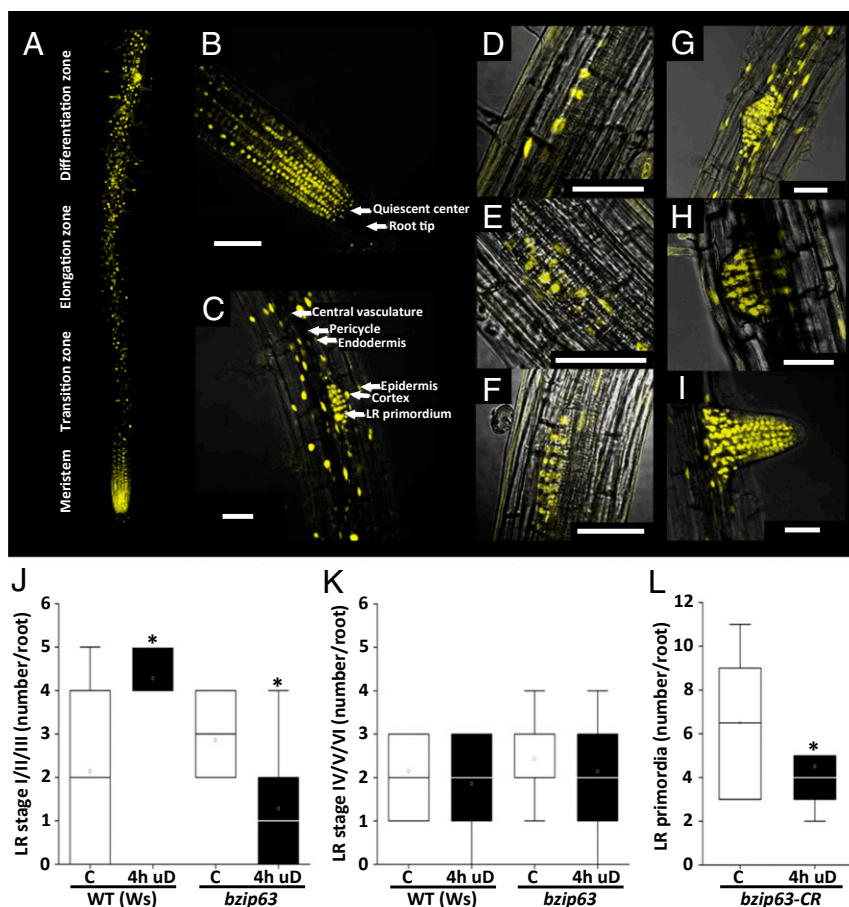 A
B
C
D
E
F
G
H
I
Differentiation zone
Elongation zone
Transition zone
Meristem
Quiescent center
Root tip
Central vasculature
Pericycle
Endodermis
Epidermis
Cortex
LR primordium
J
LR stage I/II/III (number/root)
6
5
4
3
2
1
0
*
*
C 4h uD C 4h uD
WT (Ws) bzip63
K
LR stage IV/V/VI (number/root)
6
5
4
3
2
1
0
C 4h uD C 4h uD
WT (Ws) bzip63
L
LR primordia (number/root)
12
10
8
6
4
2
0
*
C 4h uD
bzip63-CR